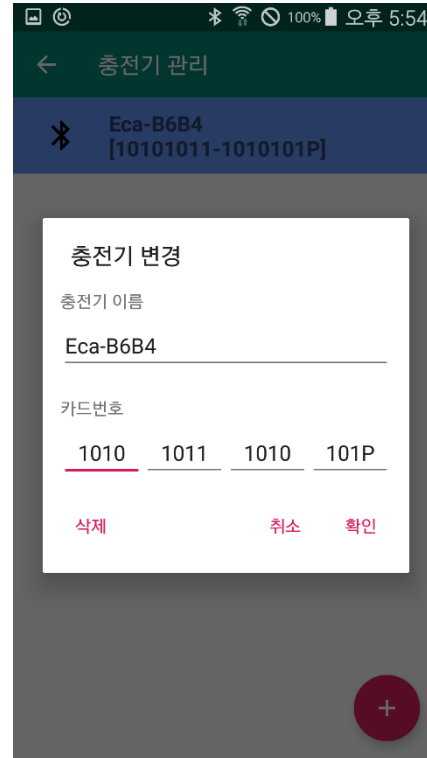 100% 오후 5:54
충전기 관리
Eca-B6B4
[10101011-1010101P]
충전기 변경
충전기 이름
Eca-B6B4
카드번호
1010 1011 1010 101P
삭제 취소 확인
+